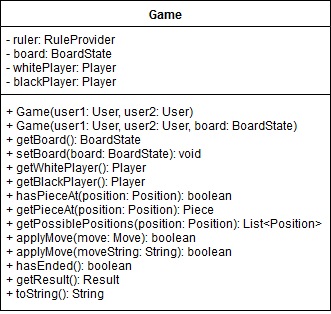 Game
- ruler: RuleProvider
- board: BoardState
- whitePlayer: Player
- blackPlayer: Player
+ Game(user1: User, user2: User)
+ Game(user1: User, user2: User, board: BoardState)
+ getBoard(): BoardState
+ setBoard(board: BoardState): void
+ getWhitePlayer(): Player
+ getBlackPlayer(): Player
+ hasPieceAt(position: Position): boolean
+ getPieceAt(position: Position): Piece
+ getPossiblePositions(position: Position): List<Position>
+ applyMove(move: Move): boolean
+ applyMove(moveString: String): boolean
+ hasEnded(): boolean
+ getResult(): Result
+ toString(): String